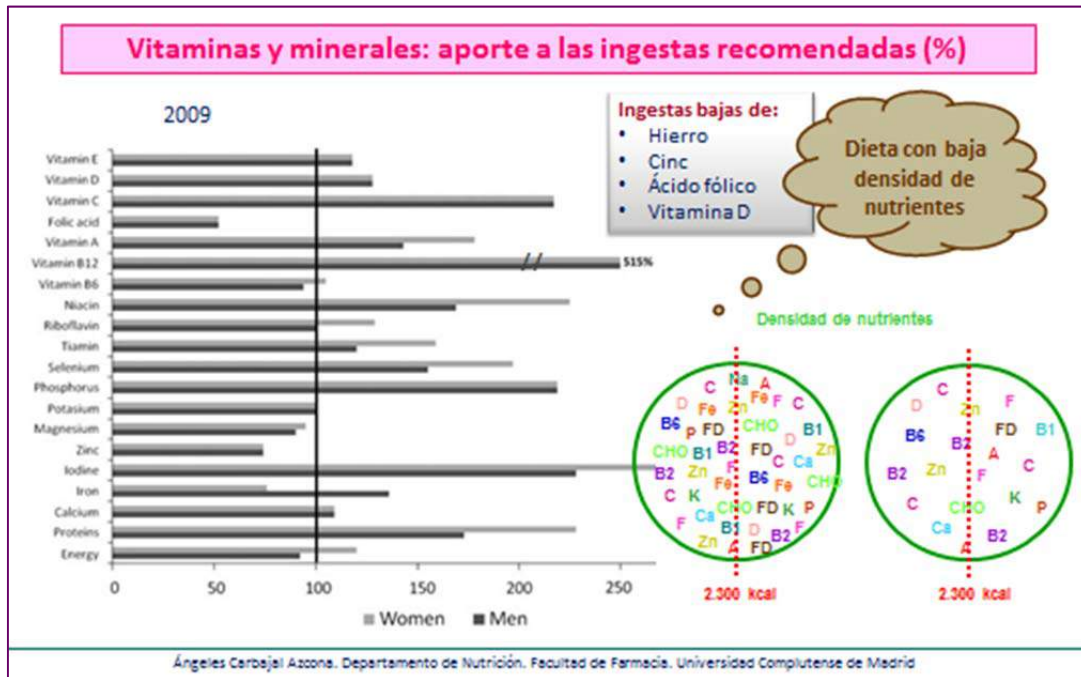 Vitaminas y minerales: aporte a las ingestas recomendadas (%)
2009
Vitamin E
Vitamin D
Vitamin C
Folic acid
Vitamin A
Vitamin B12
Vitamin B6
Niacin
Riboflavin
Tiamin
Selenium
Phosphorus
Potasium
Magnesium
Zinc
Iodine
Iron
Calcium
Proteins
Energy
//
515%
0 50 100 150 200 250
Women Men
Ingestas bajas de:
• Hierro
• Cinc
• Ácido fólico
• Vitamina D
Dieta con baja
densidad de
nutrientes
Densidad de nutrientes
C Na A
D Fe Zn Fe F C
B6 P FD CHO D B1
CHO B1 B2 FD Zn
B2 Zn F C Ca
Fe B6 Fe CHO
C K CHO FD K P
F Ca B1 D B2 F
Zn A FD
2.300 kcal
C F
D Zn
B6 FD B1
B2 A
B2 Zn F C
C CHO K P
Ca B2
A
2.300 kcal
Ángeles Carbajal Azcona. Departamento de Nutrición. Facultad de Farmacia. Universidad Complutense de Madrid